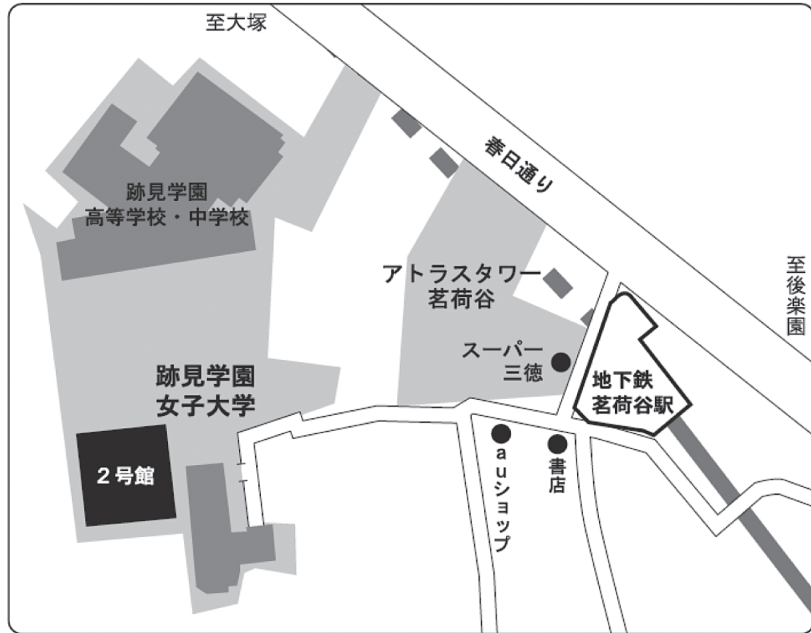 至大塚
春日通り
跡見学園
高等学校・中学校
至後楽園
アトラスタワー
茗荷谷
スーパー
三徳
地下鉄
茗荷谷駅
跡見学園
女子大学
2号館
auショップ
書店